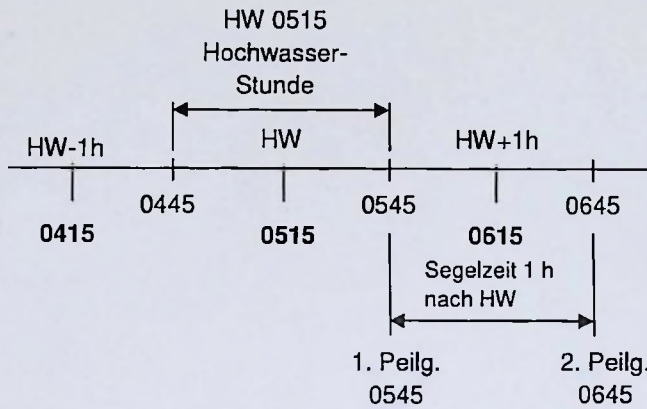 HW 0515
Hochwasser-
Stunde
HW-1h HW HW+1h
0445 0545 0645
0415 0515 0615
Segelzeit 1 h
nach HW
1. Peilg. 2. Peilg.
0545 0645